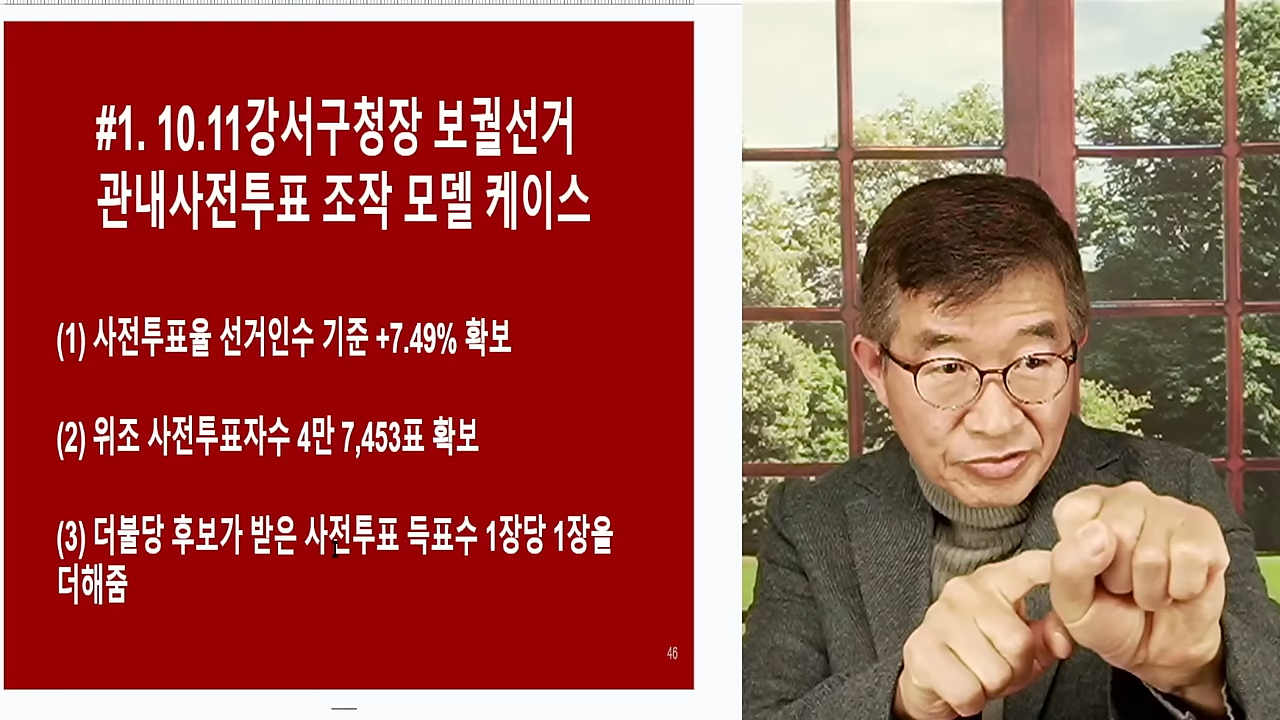 #1. 10.11강서구청장 보궐선거
관내사전투표 조작 모델 케이스
(1) 사전투표율 선거인수 기준 +7.49% 확보
(2) 위조 사전투표자수 4만 7,453표 확보
(3) 더불당 후보가 받은 사전투표 득표수 1장당 1장을
더해줌
46